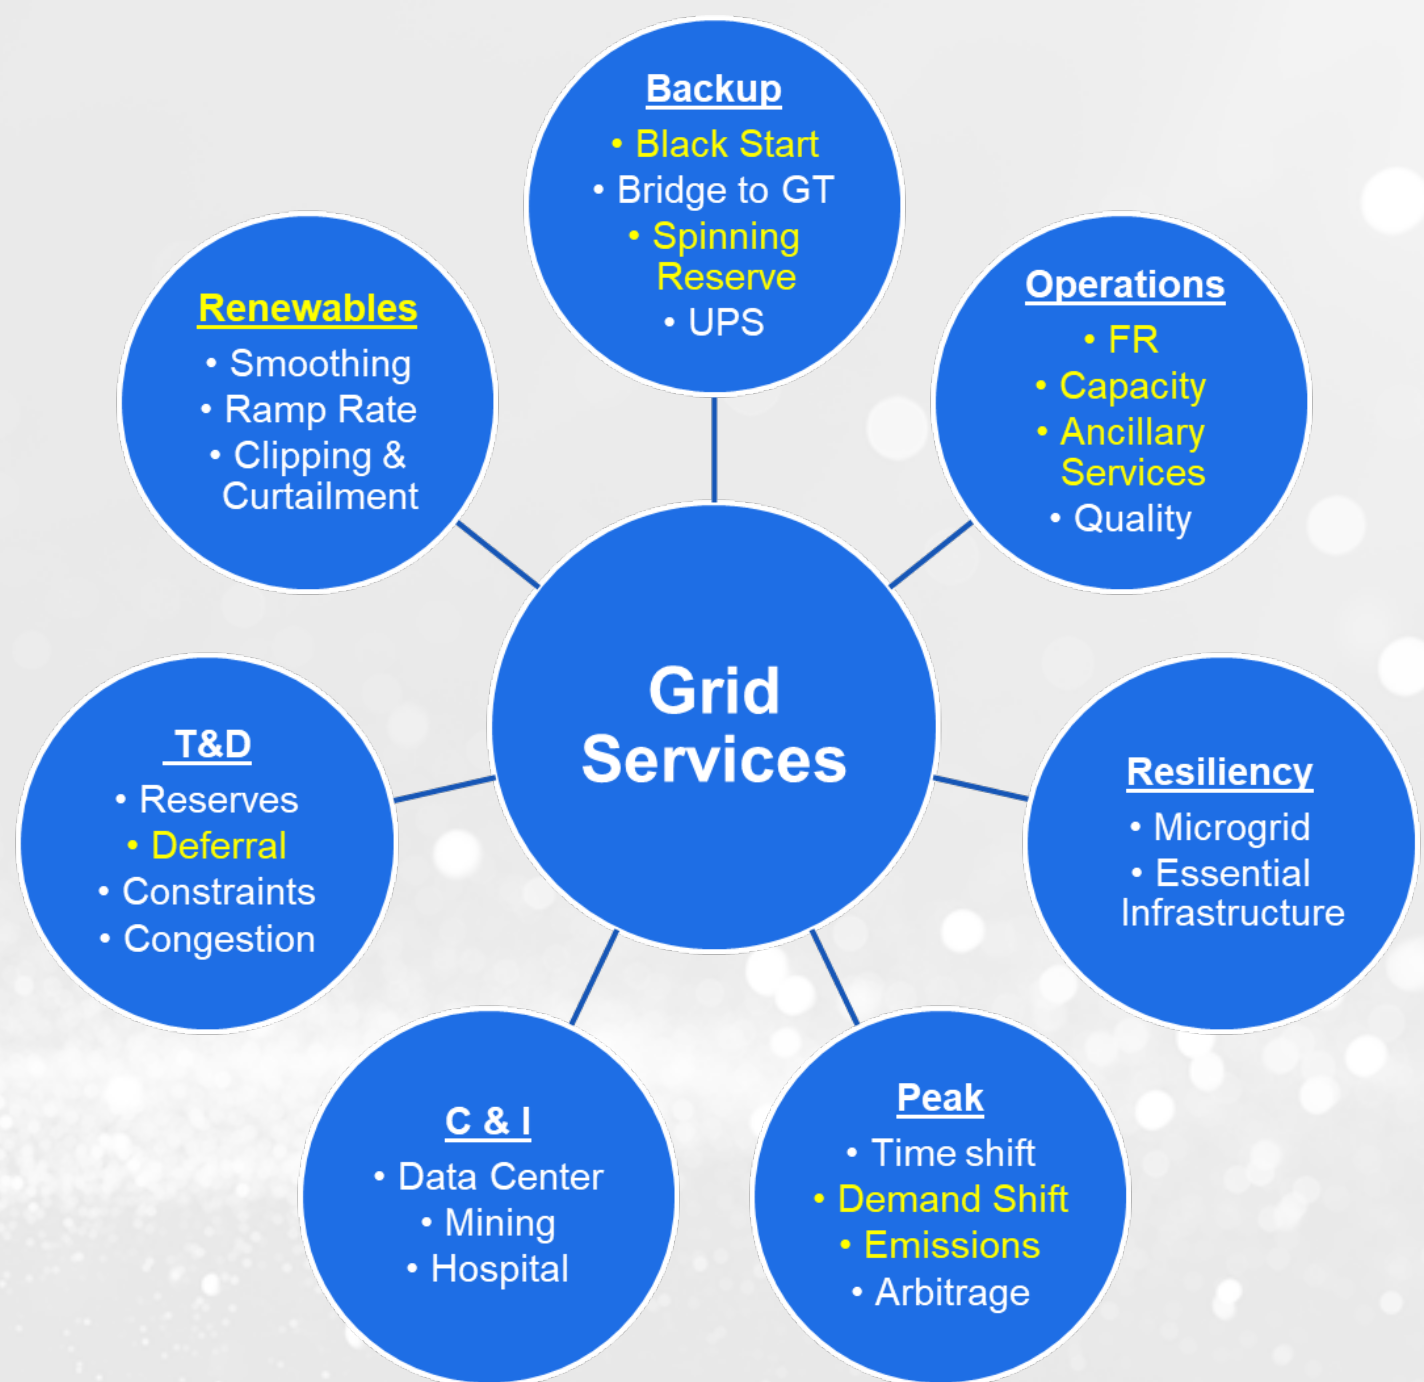 Backup
• Black Start
• Bridge to GT
• Spinning
Reserve
• UPS
Operations
• FR
• Capacity
• Ancillary
Services
• Quality
Resiliency
• Microgrid
• Essential
Infrastructure
Peak
• Time shift
• Demand Shift
• Emissions
• Arbitrage
C & I
• Data Center
• Mining
• Hospital
T&D
• Reserves
• Deferral
• Constraints
• Congestion
Renewables
• Smoothing
• Ramp Rate
• Clipping &
Curtailment
Grid
Services